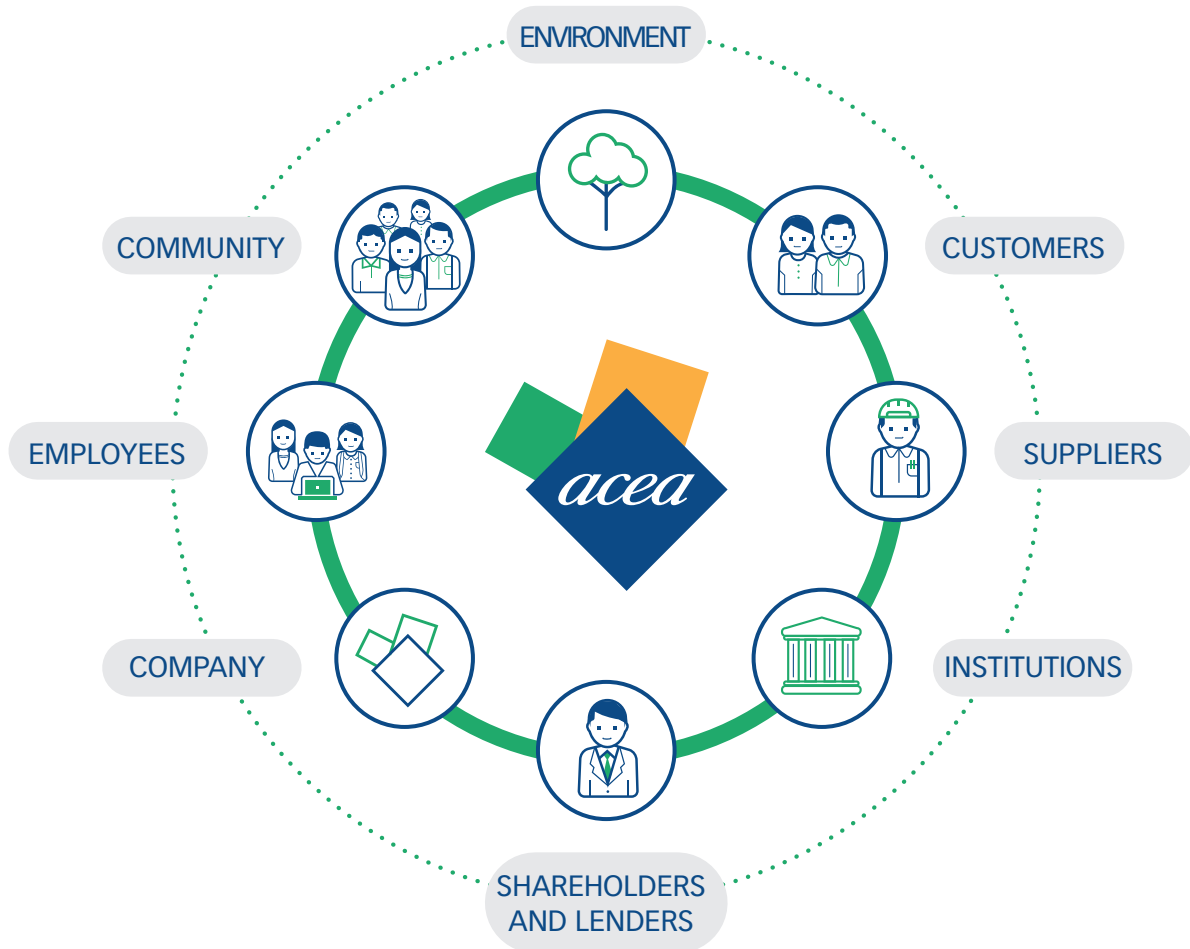 ENVIRONMENT
COMMUNITY
CUSTOMERS
acea
EMPLOYEES
SUPPLIERS
COMPANY
INSTITUTIONS
SHAREHOLDERS
AND LENDERS